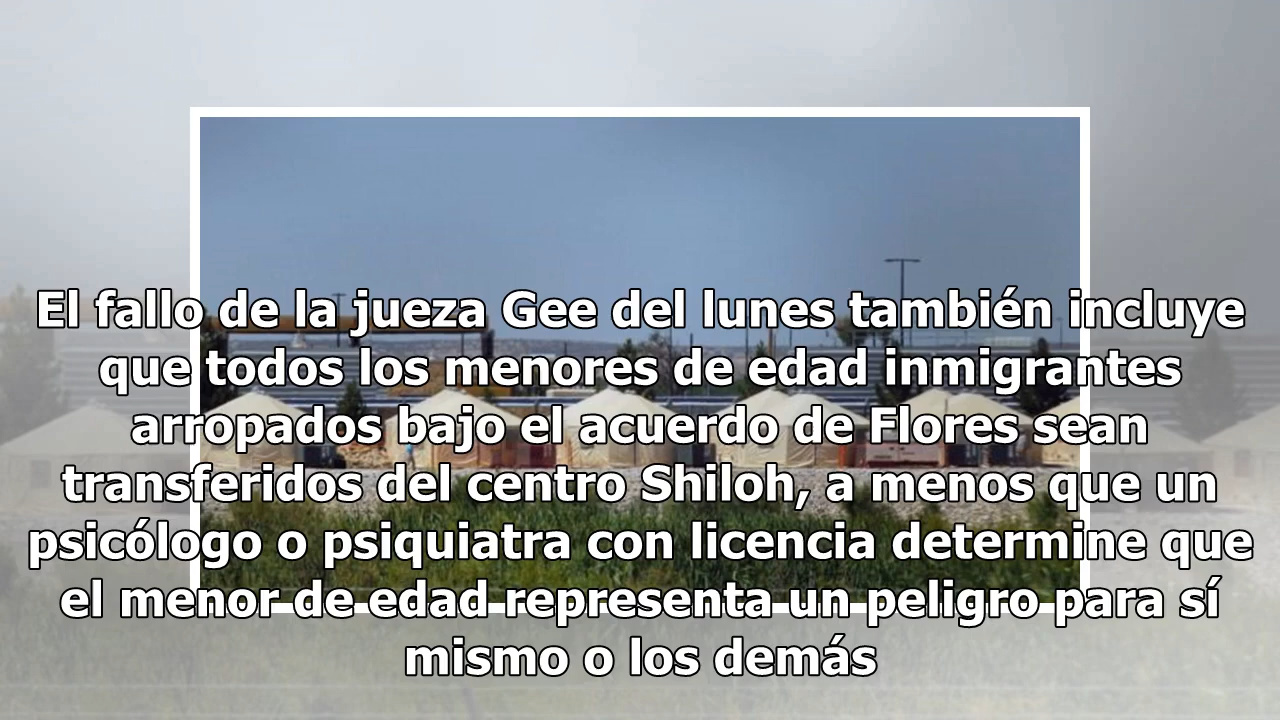 El fallo de la jueza Gee del lunes también incluye
que todos los menores de edad inmigrantes
arropados bajo el acuerdo de Flores sean
transferidos del centro Shiloh, a menos que un
psicólogo o psiquiatra con licencia determine que
el menor de edad representa un peligro para sí
mismo o los demás